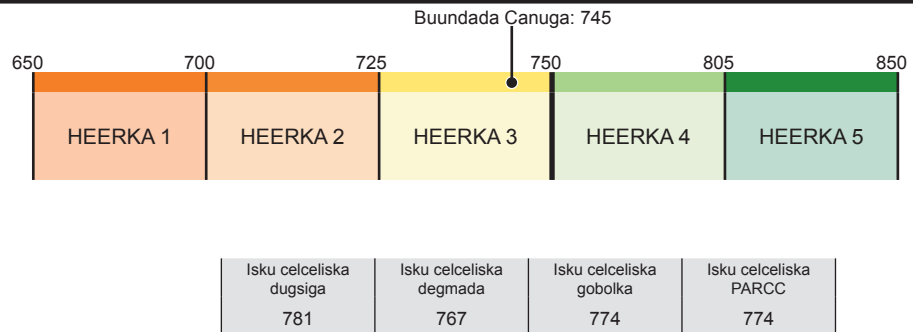 Buundada Canuga: 745
650 700 725 750 805 850
HEERKA 1 HEERKA 2 HEERKA 3 HEERKA 4 HEERKA 5
Isku celceliska dugsiga
Isku celceliska degmada
Isku celceliska gobolka
Isku celceliska PARCC
781 767 774 774